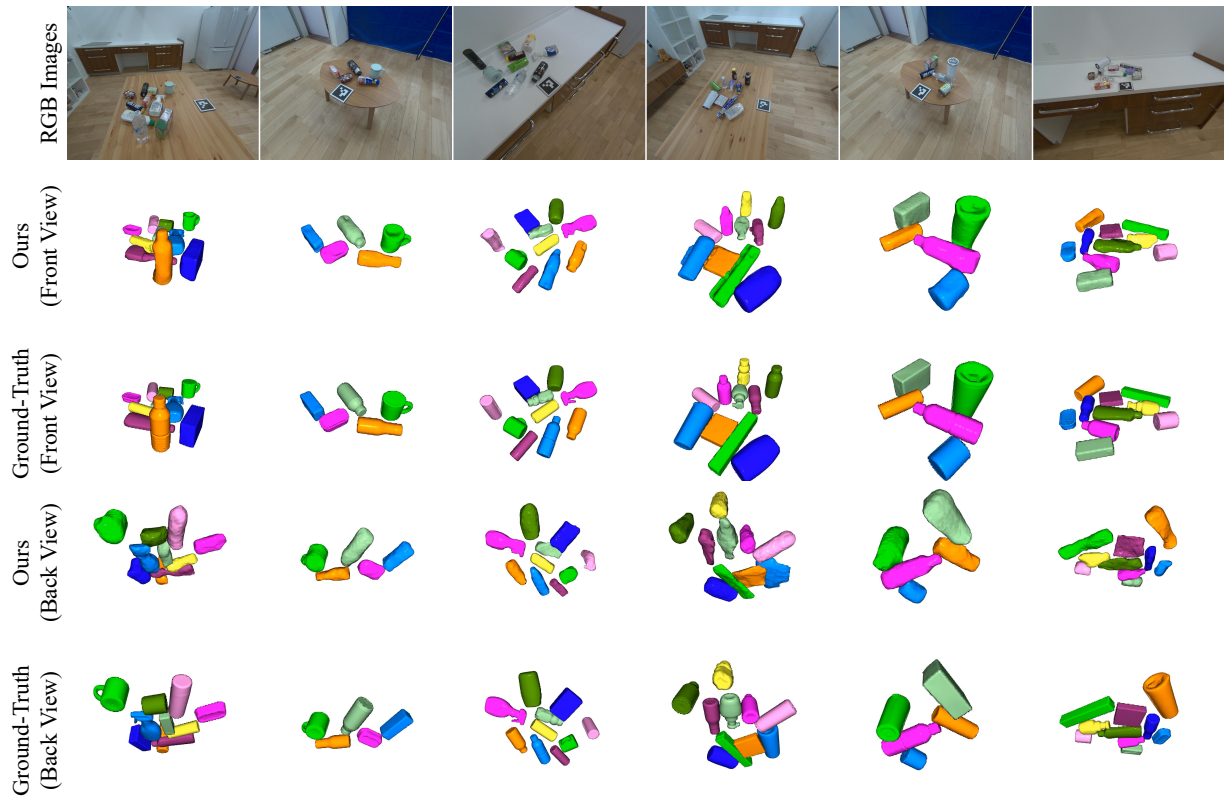 RGB Images
Ours
(Front View)
Ground-Truth
(Front View)
Ours
(Back View)
Ground-Truth
(Back View)